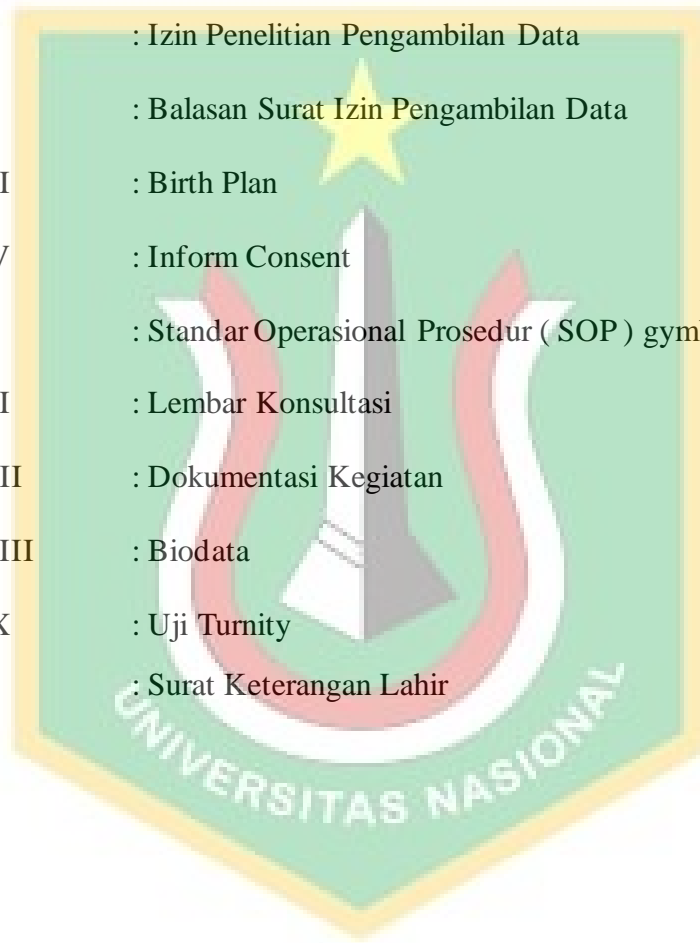 : Izin Penelitian Pengambilan Data
: Balasan Surat Izin Pengambilan Data
I : Birth Plan
V : Inform Consent
: Standar Operasional Prosedur ( SOP ) gym
I : Lembar Konsultasi
II : Dokumentasi Kegiatan
III : Biodata
X : Uji Turnity
: Surat Keterangan Lahir
UNIVERSITAS NASIONAL